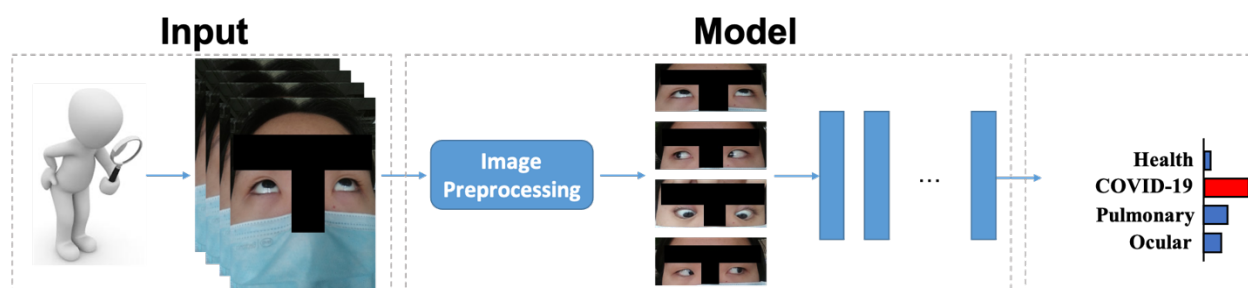 Input
Model
Image
Preprocessing
...
Health
COVID-19
Pulmonary
Ocular